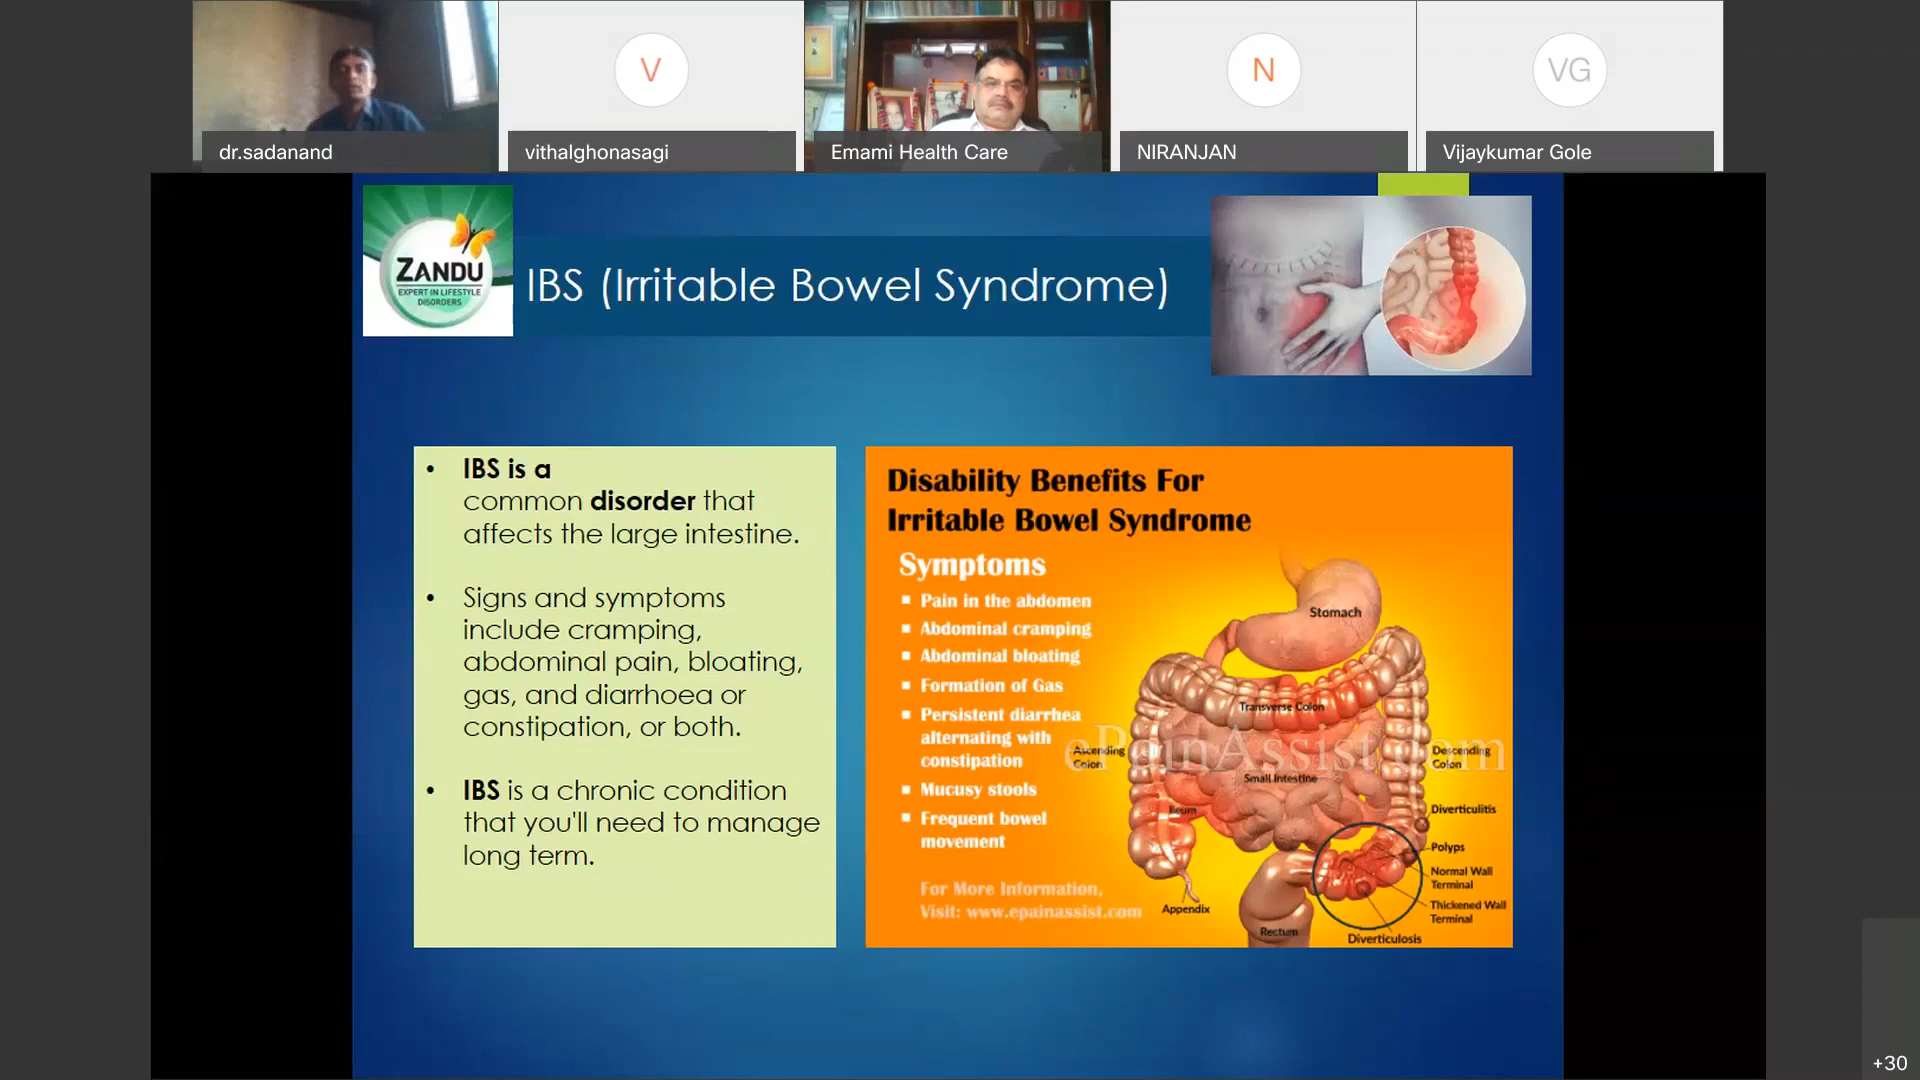 V
N
VG
dr.sadanand
vithalghonasagi
Emami Health Care
NIRANJAN
Vijaykumar Gole
ZANDU
EXPERT IN LIFESTYLE
DISORDERS
IBS (Irritable Bowel Syndrome)
• IBS is a
common disorder that
affects the large intestine.
• Signs and symptoms
include cramping,
abdominal pain, bloating,
gas, and diarrhoea or
constipation, or both.
• IBS is a chronic condition
that you'll need to manage
long term.
Disability Benefits For
Irritable Bowel Syndrome
Symptoms
Pain in the abdomen
Abdominal cramping
Abdominal bloating
Formation of Gas
Persistent diarrhea
alternating with
constipation
Mucusy stools
Frequent bowel
movement
For More Information,
Visit: www.epainassist.com
Stomach
Transverse Colon
ePainAssist.com
Ascending
Colon
Descending
Colon
Small Intestine
Ileum
Diverticulitis
Polyps
Normal Wall
Terminal
Thickened Wall
Terminal
Appendix
Rectum
Diverticulosis
+30